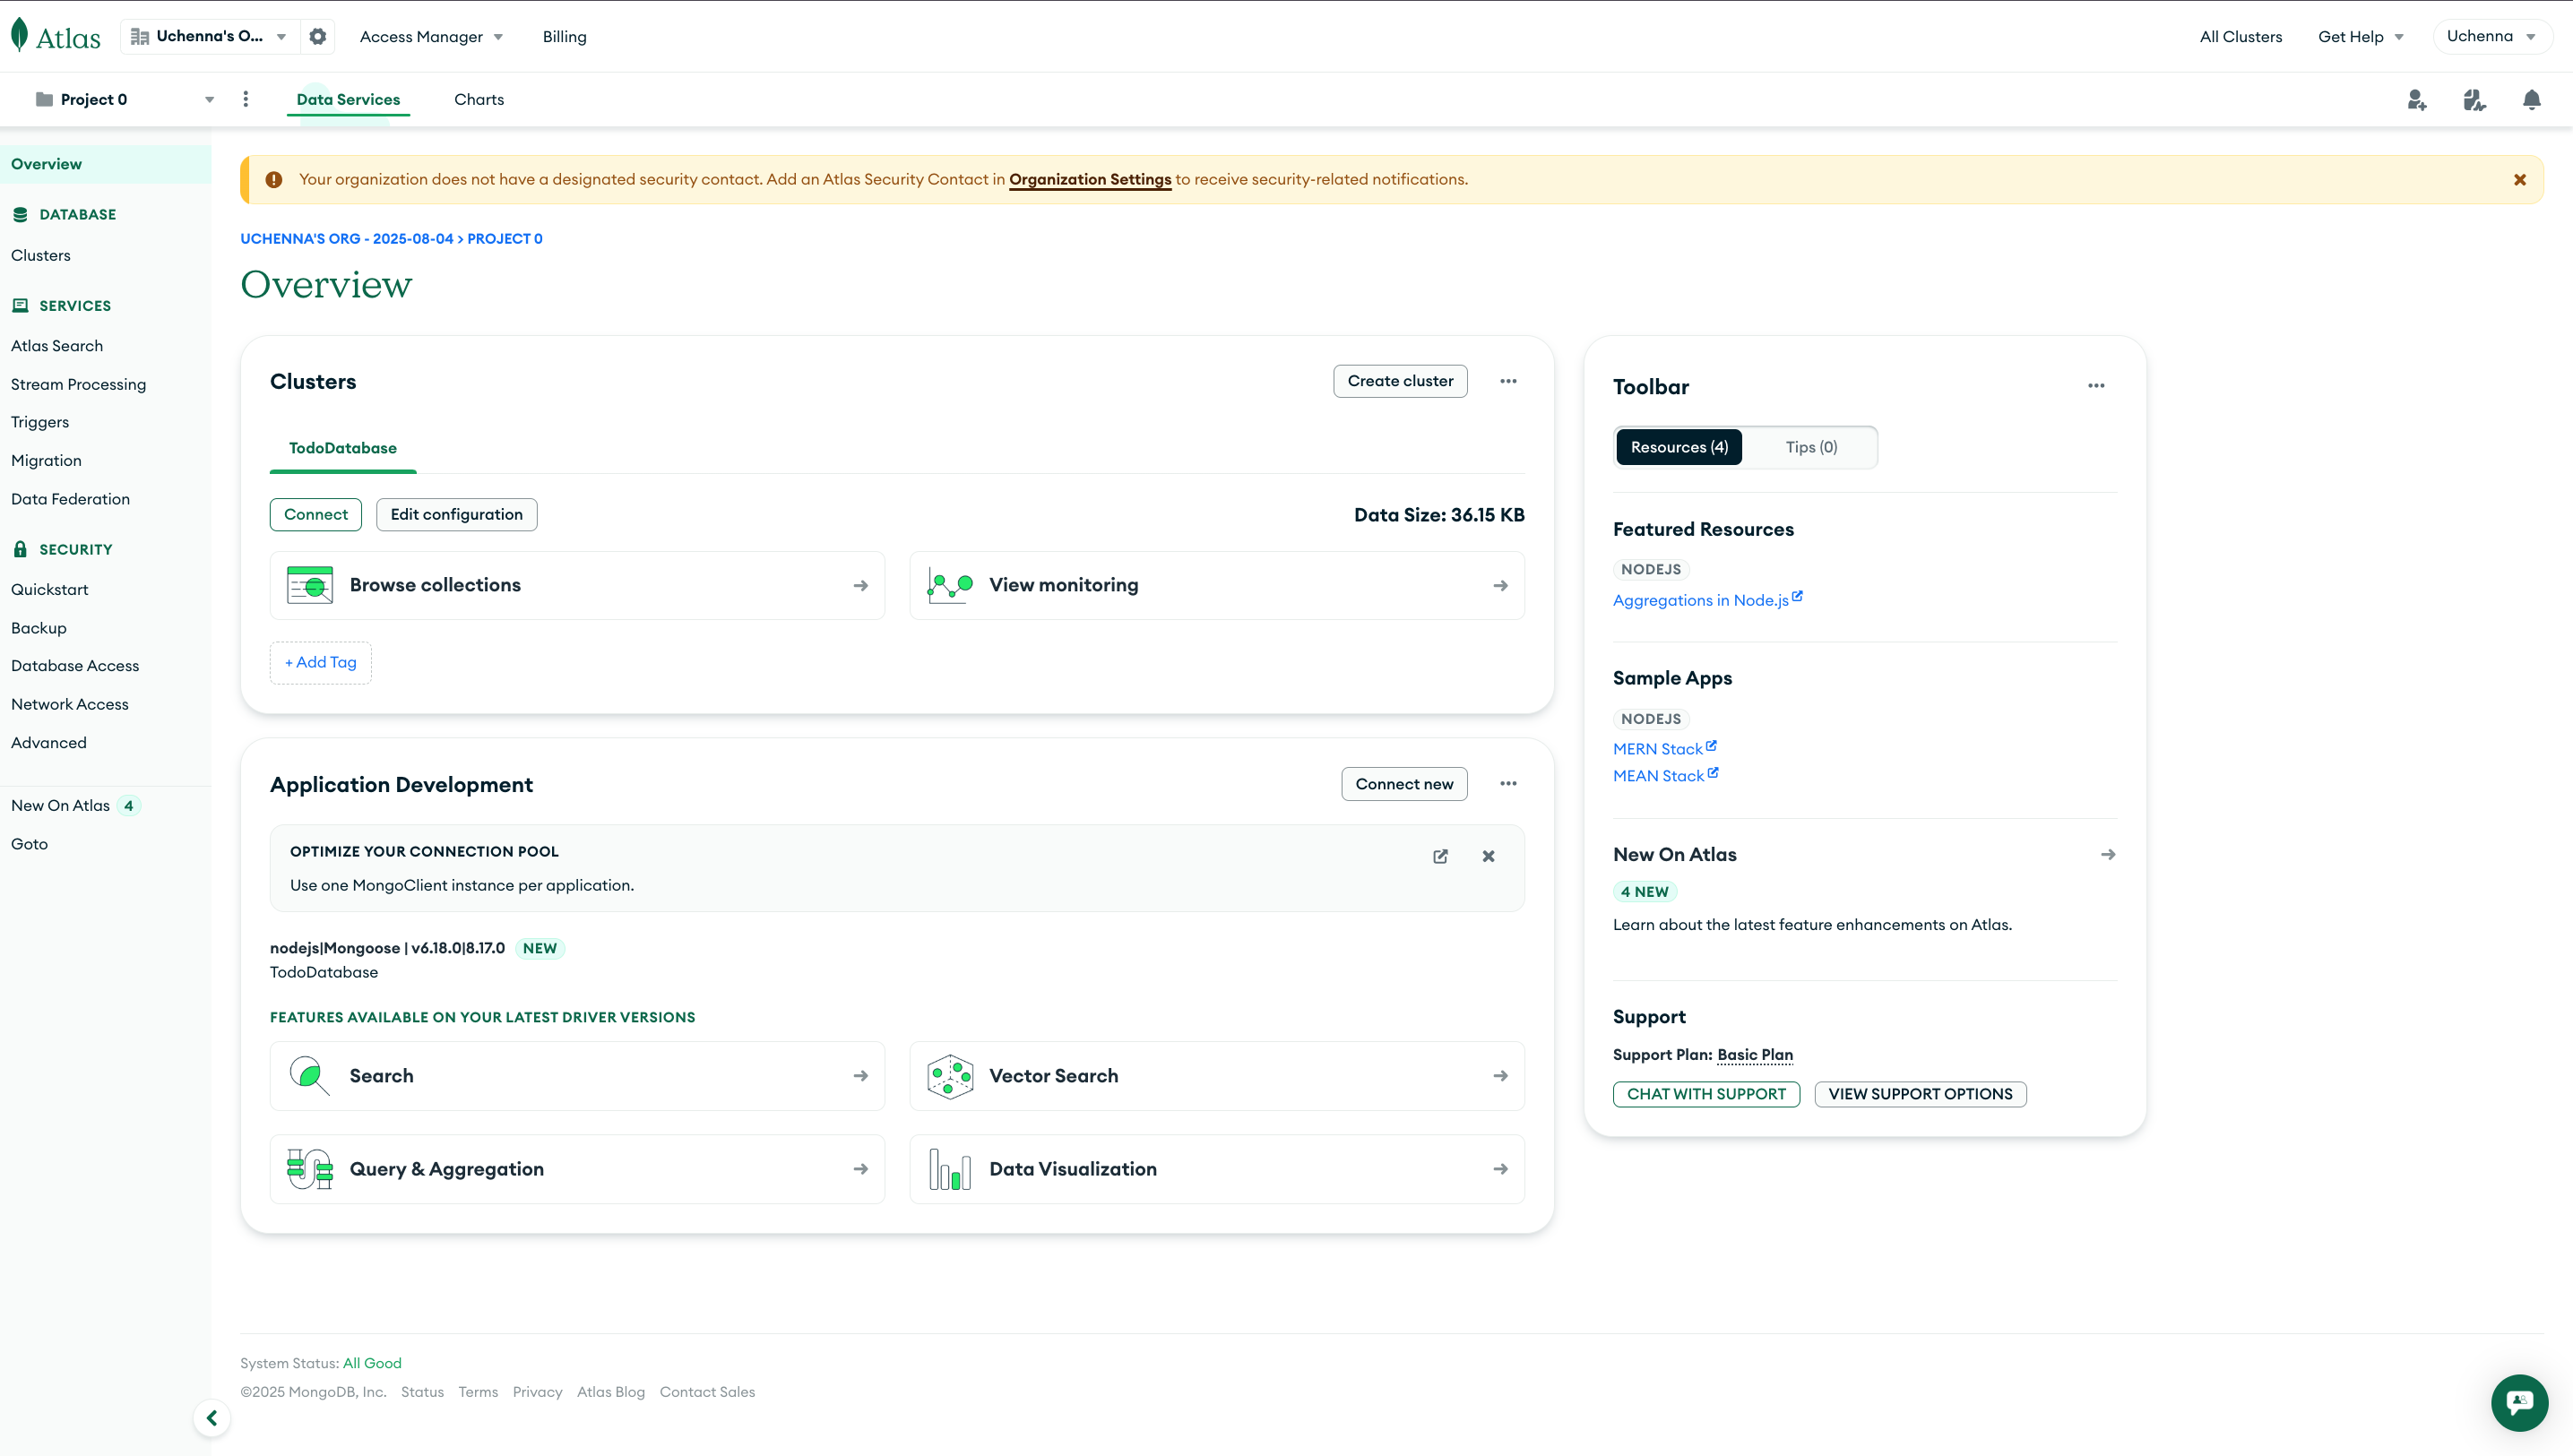 Atlas
Uchenna's O...
Access Manager
Billing
All Clusters
Get Help
Uchenna
Project 0
Data Services
Charts
Overview
DATABASE
Clusters
SERVICES
Atlas Search
Stream Processing
Triggers
Migration
Data Federation
SECURITY
Quickstart
Backup
Database Access
Network Access
Advanced
New On Atlas 4
Goto
Your organization does not have a designated security contact. Add an Atlas Security Contact in Organization Settings to receive security-related notifications.
UCHENNA'S ORG - 2025-08-04 > PROJECT 0
Overview
Clusters
Create cluster
TodoDatabase
Connect
Edit configuration
Data Size: 36.15 KB
Browse collections
View monitoring
+ Add Tag
Application Development
Connect new
OPTIMIZE YOUR CONNECTION POOL
Use one MongoClient instance per application.
nodejs|Mongoose | v6.18.0|8.17.0 NEW
TodoDatabase
FEATURES AVAILABLE ON YOUR LATEST DRIVER VERSIONS
Search
Vector Search
Query & Aggregation
Data Visualization
Toolbar
Resources (4)
Tips (0)
Featured Resources
NODEJS
Aggregations in Node.js
Sample Apps
NODEJS
MERN Stack
MEAN Stack
New On Atlas
4 NEW
Learn about the latest feature enhancements on Atlas.
Support
Support Plan: Basic Plan
CHAT WITH SUPPORT
VIEW SUPPORT OPTIONS
System Status: All Good
©2025 MongoDB, Inc. Status Terms Privacy Atlas Blog Contact Sales